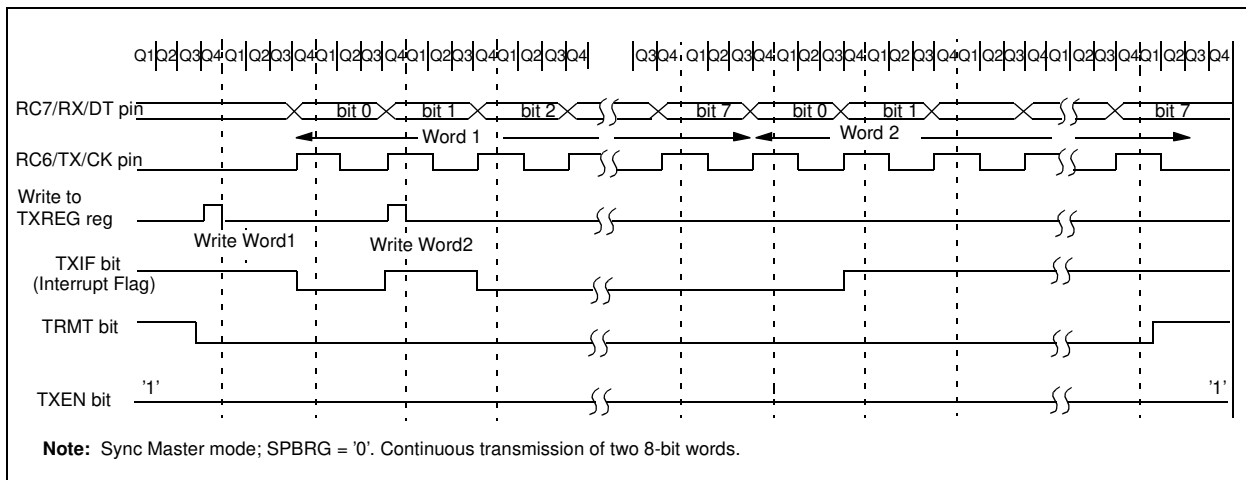 Q1 Q2 Q3 Q4 Q1 Q2 Q3 Q4 Q1 Q2 Q3 Q4 Q1 Q2 Q3 Q4 Q1 Q2 Q3 Q4 Q3 Q4 Q1 Q2 Q3 Q4 Q1 Q2 Q3 Q4 Q1 Q2 Q3 Q4 Q1 Q2 Q3 Q4 Q1 Q2 Q3 Q4 Q1 Q2 Q3 Q4
RC7/RX/DT pin bit 0 bit 1 bit 2 bit 7 bit 0 bit 1 bit 7
Word 1 Word 2
RC6/TX/CK pin
Write to
TXREG reg
Write Word1 Write Word2
TXIF bit
(Interrupt Flag)
TRMT bit
'1' '1'
TXEN bit
Note: Sync Master mode; SPBRG = '0'. Continuous transmission of two 8-bit words.